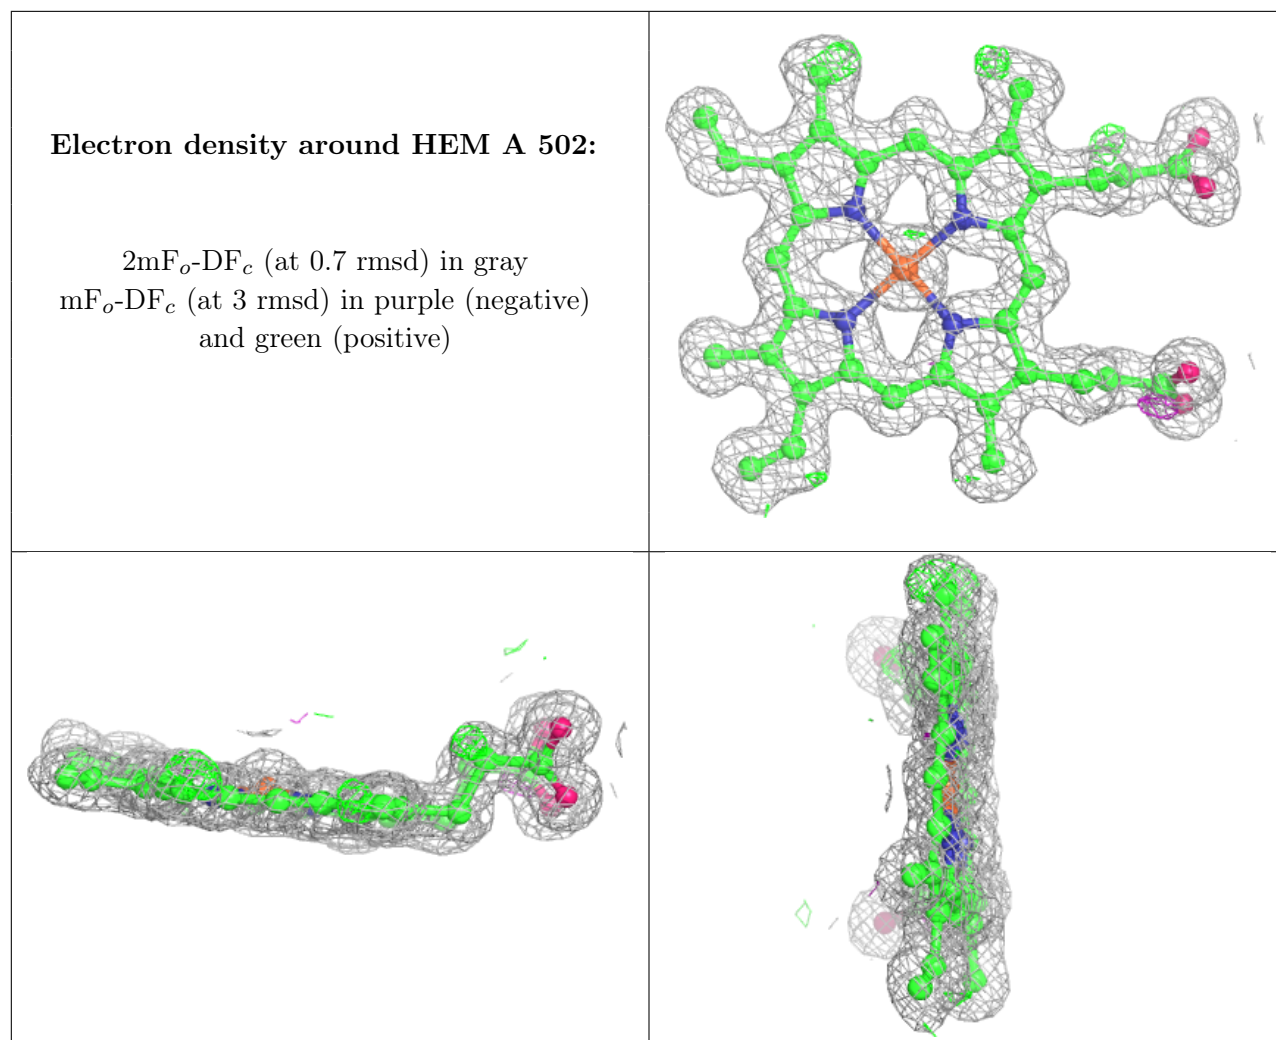 Electron density around HEM A 502:
2mFo-DFc (at 0.7 rmsd) in gray
mFo-DFc (at 3 rmsd) in purple (negative)
and green (positive)